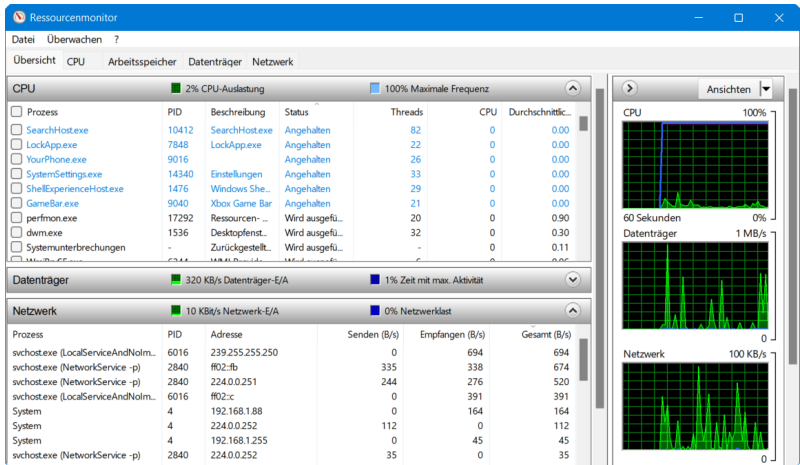 Ressourcenmonitor
Datei Überwachen ?
Übersicht CPU Arbeitsspeicher Datenträger Netzwerk
CPU 2% CPU-Auslastung 100% Maximale Frequenz
Prozess PID Beschreibung Status Threads CPU Durchschnittlic...
SearchHost.exe 10412 SearchHost.exe Angehalten 82 0 0.00
LockApp.exe 7848 LockApp.exe Angehalten 22 0 0.00
YourPhone.exe 9016 Angehalten 26 0 0.00
SystemSettings.exe 14340 Einstellungen Angehalten 33 0 0.00
ShellExperienceHost.exe 1476 Windows She... Angehalten 29 0 0.00
GameBar.exe 9040 Xbox Game Bar Angehalten 21 0 0.00
perfmon.exe 17292 Ressourcen- ... Wird ausgefü... 20 0 0.90
dwm.exe 1536 Desktopfenst... Wird ausgefü... 32 0 0.30
Systemunterbrechungen - Zurückgestellt... Wird ausgefü... - 0 0.11
Datenträger 320 KB/s Datenträger-E/A 1% Zeit mit max. Aktivität
Netzwerk 10 KBit/s Netzwerk-E/A 0% Netzwerklast
Prozess PID Adresse Senden (B/s) Empfangen (B/s) Gesamt (B/s)
svchost.exe (LocalServiceAndNoIm... 6016 239.255.255.250 0 694 694
svchost.exe (NetworkService -p) 2840 ff02::fb 335 338 674
svchost.exe (NetworkService -p) 2840 224.0.0.251 244 276 520
svchost.exe (LocalServiceAndNoIm... 6016 ff02::c 0 391 391
System 4 192.168.1.88 0 164 164
System 4 224.0.0.252 112 0 112
System 4 192.168.1.255 0 45 45
svchost.exe (NetworkService -p) 2840 224.0.0.252 35 0 35
Ansichten
CPU 100%
60 Sekunden 0%
Datenträger 1 MB/s
0
Netzwerk 100 KB/s
0